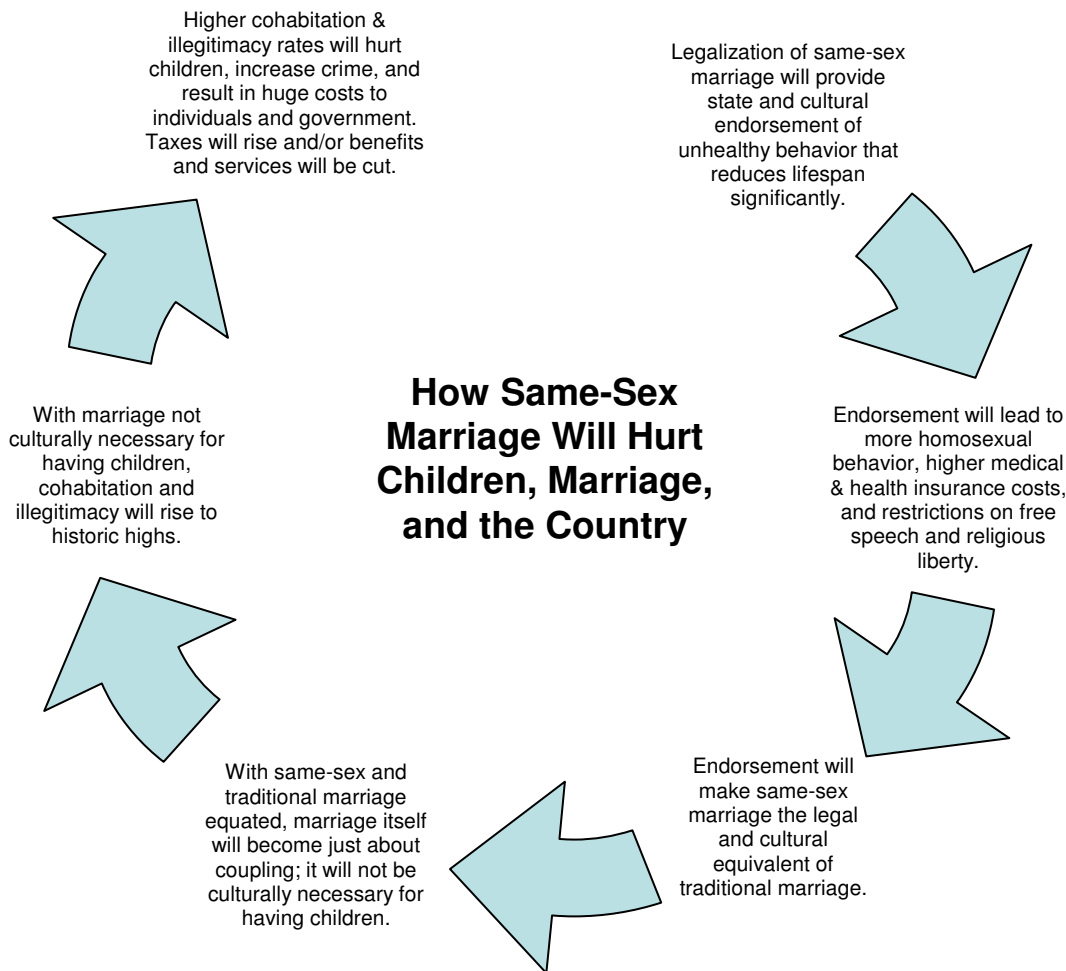 How Same-Sex
Marriage Will Hurt
Children, Marriage,
and the Country
Legalization of same-sex
marriage will provide
state and cultural
endorsement of
unhealthy behavior that
reduces lifespan
significantly.
Endorsement will lead to
more homosexual
behavior, higher medical
& health insurance costs,
and restrictions on free
speech and religious
liberty.
Endorsement will
make same-sex
marriage the legal
and cultural
equivalent of
traditional marriage.
With same-sex and
traditional marriage
equated, marriage itself
will become just about
coupling; it will not be
culturally necessary for
having children.
With marriage not
culturally necessary for
having children,
cohabitation and
illegitimacy will rise to
historic highs.
Higher cohabitation &
illegitimacy rates will hurt
children, increase crime, and
result in huge costs to
individuals and government.
Taxes will rise and/or benefits
and services will be cut.